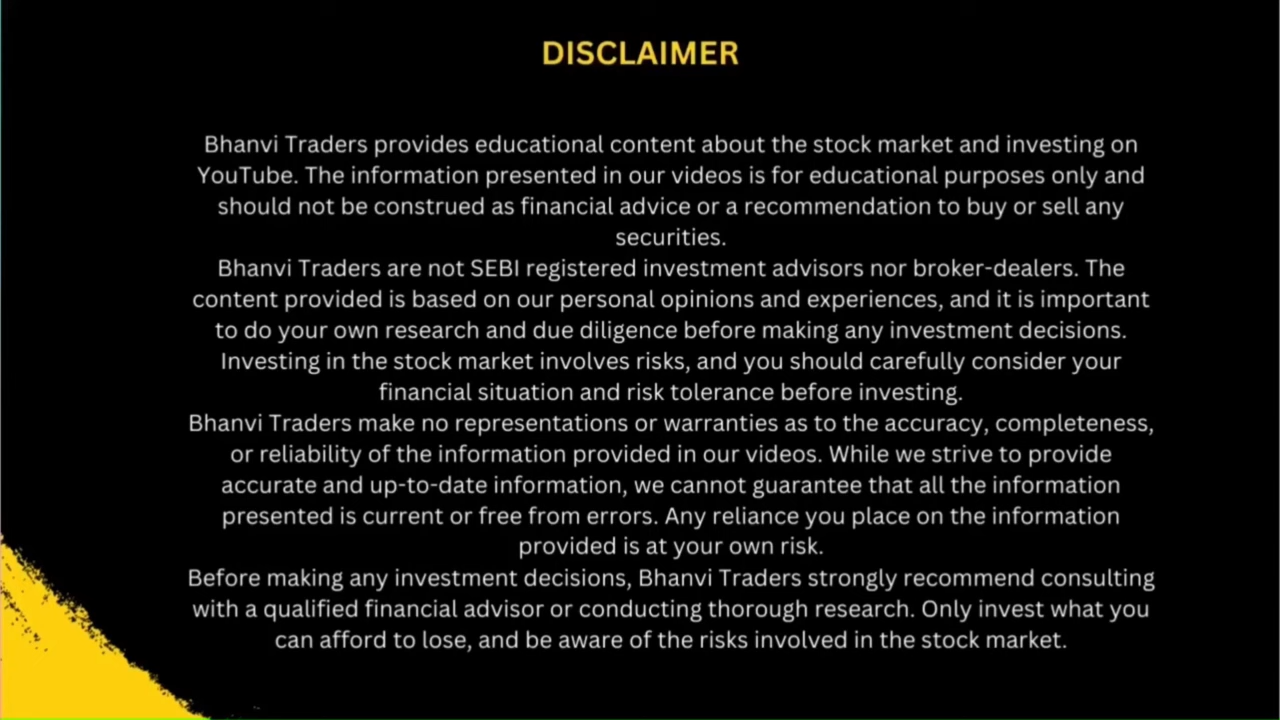 DISCLAIMER
Bhanvi Traders provides educational content about the stock market and investing on
YouTube. The information presented in our videos is for educational purposes only and
should not be construed as financial advice or a recommendation to buy or sell any
securities.
Bhanvi Traders are not SEBI registered investment advisors nor broker-dealers. The
content provided is based on our personal opinions and experiences, and it is important
to do your own research and due diligence before making any investment decisions.
Investing in the stock market involves risks, and you should carefully consider your
financial situation and risk tolerance before investing.
Bhanvi Traders make no representations or warranties as to the accuracy, completeness,
or reliability of the information provided in our videos. While we strive to provide
accurate and up-to-date information, we cannot guarantee that all the information
presented is current or free from errors. Any reliance you place on the information
provided is at your own risk.
Before making any investment decisions, Bhanvi Traders strongly recommend consulting
with a qualified financial advisor or conducting thorough research. Only invest what you
can afford to lose, and be aware of the risks involved in the stock market.